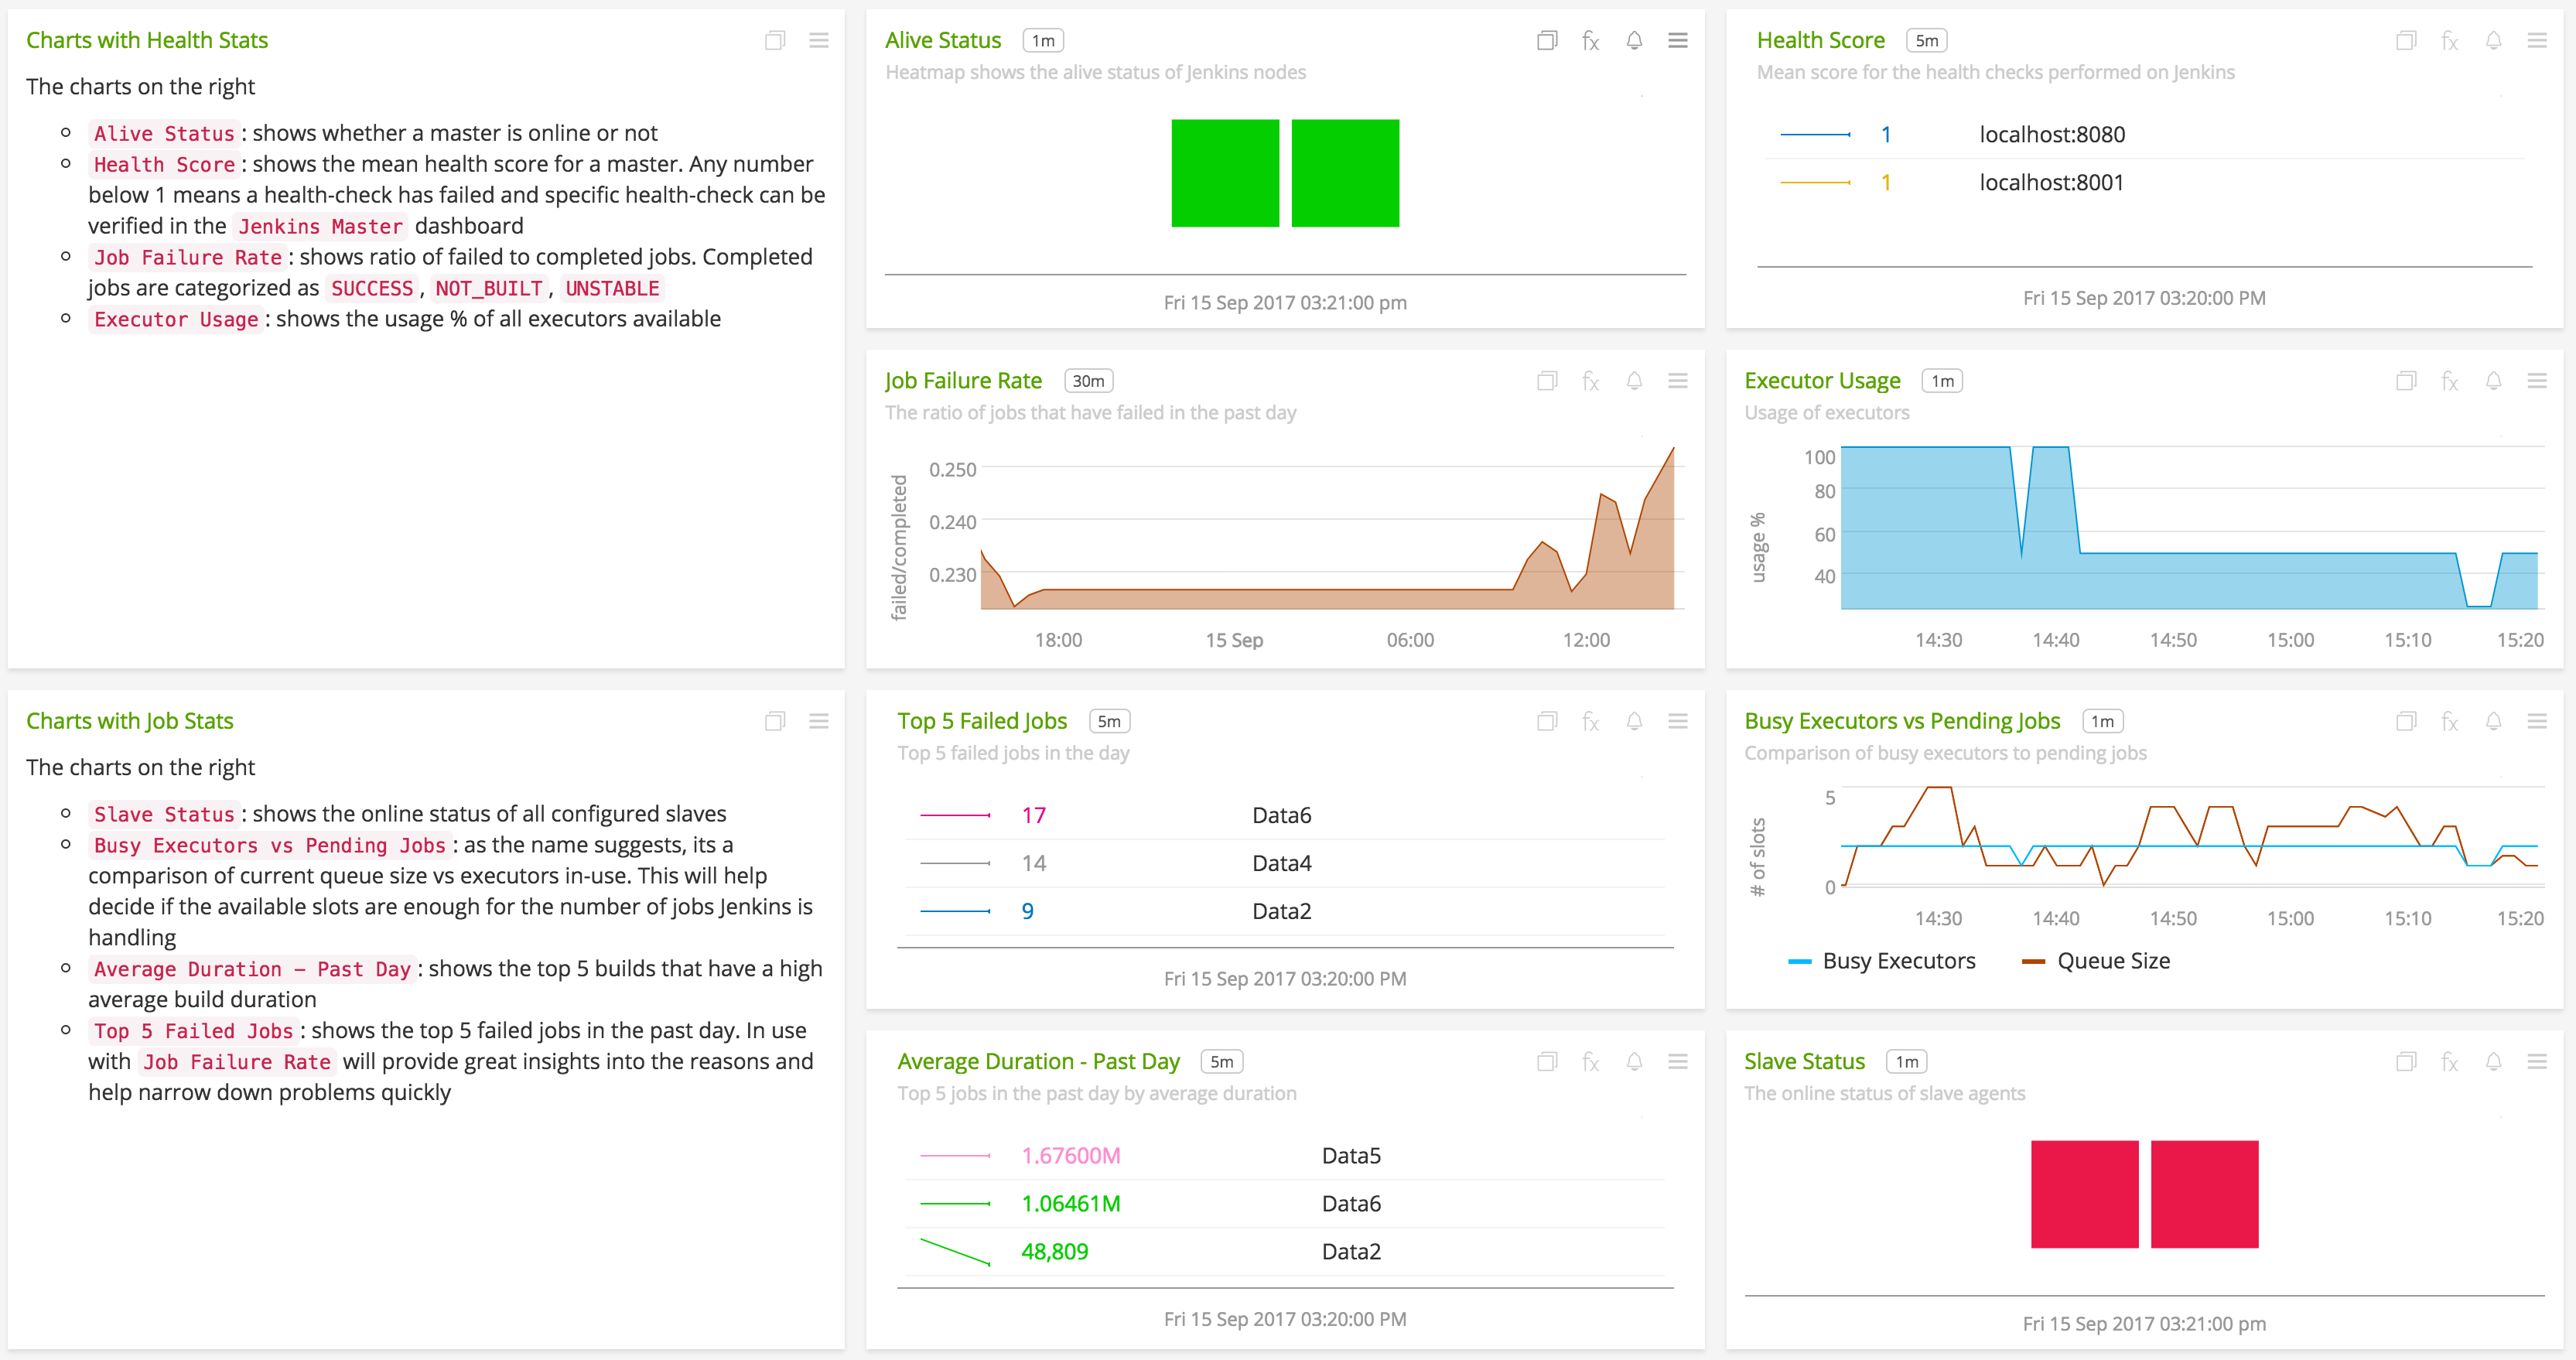 Charts with Health Stats
The charts on the right
Alive Status: shows whether a master is online or not
Health Score: shows the mean health score for a master. Any number
below 1 means a health-check has failed and specific health-check can be
verified in the Jenkins Master dashboard
Job Failure Rate: shows ratio of failed to completed jobs. Completed
jobs are categorized as SUCCESS, NOT_BUILT, UNSTABLE
Executor Usage: shows the usage % of all executors available
Alive Status 1m
fx
Heatmap shows the alive status of Jenkins nodes
Fri 15 Sep 2017 03:21:00 pm
Health Score 5m
fx
Mean score for the health checks performed on Jenkins
1 localhost:8080
1 localhost:8001
Fri 15 Sep 2017 03:20:00 PM
Job Failure Rate 30m
fx
The ratio of jobs that have failed in the past day
failed/completed
0.250
0.240
0.230
18:00 15 Sep 06:00 12:00
Executor Usage 1m
fx
Usage of executors
usage %
100
80
60
40
14:30 14:40 14:50 15:00 15:10 15:20
Charts with Job Stats
The charts on the right
Slave Status: shows the online status of all configured slaves
Busy Executors vs Pending Jobs: as the name suggests, its a
comparison of current queue size vs executors in-use. This will help
decide if the available slots are enough for the number of jobs Jenkins is
handling
Average Duration – Past Day: shows the top 5 builds that have a high
average build duration
Top 5 Failed Jobs: shows the top 5 failed jobs in the past day. In use
with Job Failure Rate will provide great insights into the reasons and
help narrow down problems quickly
Top 5 Failed Jobs 5m
fx
Top 5 failed jobs in the day
17 Data6
14 Data4
9 Data2
Fri 15 Sep 2017 03:20:00 PM
Busy Executors vs Pending Jobs 1m
fx
Comparison of busy executors to pending jobs
# of slots
5
0
14:30 14:40 14:50 15:00 15:10 15:20
Busy Executors Queue Size
Average Duration - Past Day 5m
fx
Top 5 jobs in the past day by average duration
1.67600M Data5
1.06461M Data6
48,809 Data2
Fri 15 Sep 2017 03:20:00 PM
Slave Status 1m
fx
The online status of slave agents
Fri 15 Sep 2017 03:21:00 pm